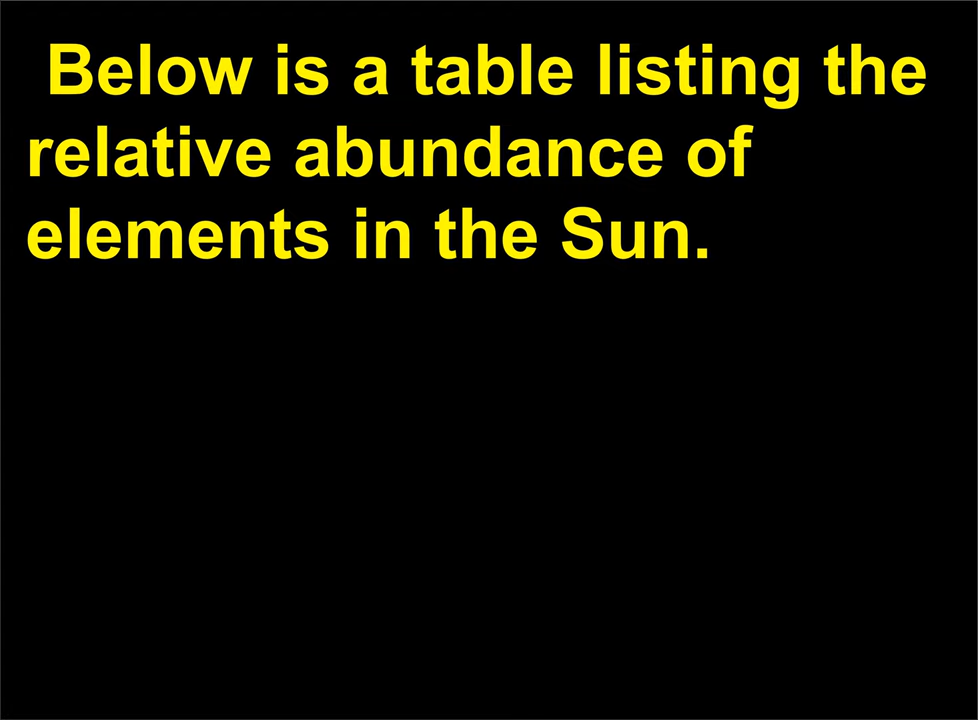 Below is a table listing the
relative abundance of
elements in the Sun.